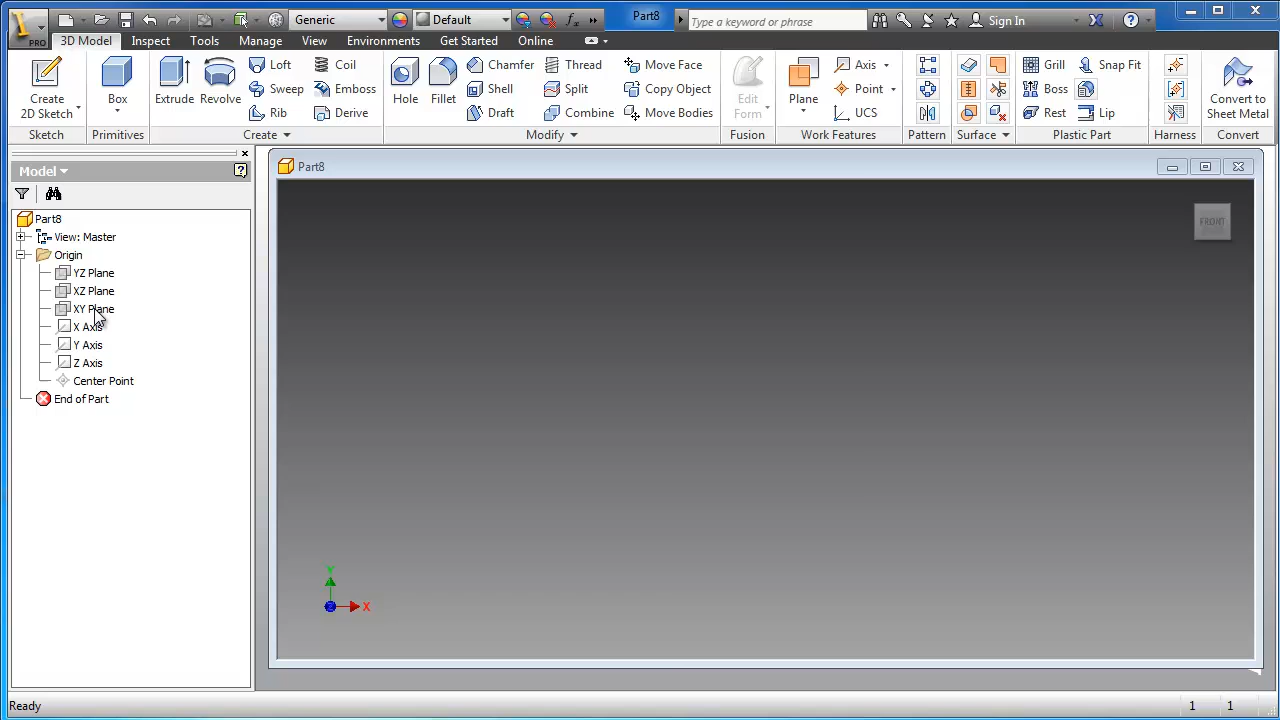 PRO
Generic
Default
fx
Part8
Type a keyword or phrase
Sign In
3D Model
Inspect
Tools
Manage
View
Environments
Get Started
Online
Create
2D Sketch
Box
Extrude
Revolve
Loft
Sweep
Rib
Coil
Emboss
Derive
Hole
Fillet
Chamfer
Shell
Draft
Thread
Split
Combine
Move Face
Copy Object
Move Bodies
Edit
Form
Plane
Axis
Point
UCS
Grill
Boss
Rest
Snap Fit
Lip
Convert to
Sheet Metal
Sketch
Primitives
Create
Modify
Fusion
Work Features
Pattern
Surface
Plastic Part
Harness
Convert
Model
Part8
View: Master
Origin
YZ Plane
XZ Plane
XY Plane
X Axis
Y Axis
Z Axis
Center Point
End of Part
Part8
FRONT
Y
Z
X
Ready
1
1